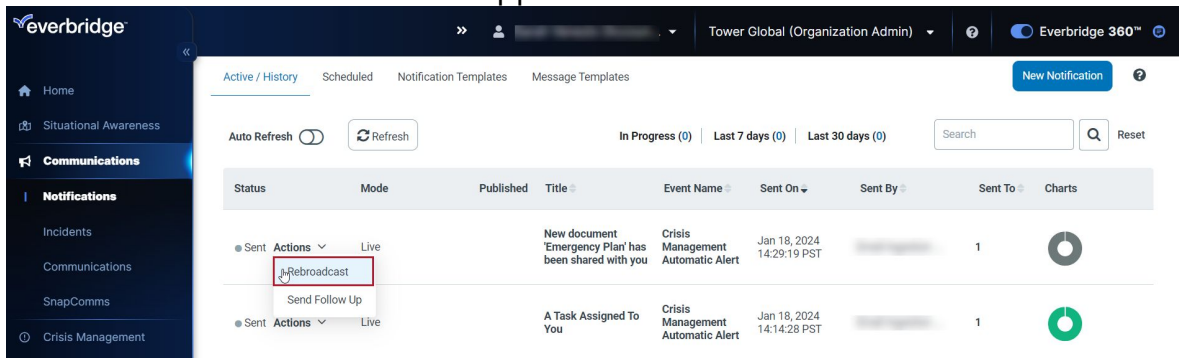 everbridge
»
Tower Global (Organization Admin)
Everbridge 360™
«
Home
Situational Awareness
Communications
Notifications
Incidents
Communications
SnapComms
Crisis Management
Active / History Scheduled Notification Templates Message Templates New Notification
Auto Refresh Refresh In Progress (0) Last 7 days (0) Last 30 days (0) Search Reset
Status Mode Published Title Event Name Sent On Sent By Sent To Charts
Sent Actions Live
New document
'Emergency Plan' has
been shared with you
Crisis
Management
Automatic Alert
Jan 18, 2024
14:29:19 PST
1
Rebroadcast
Send Follow Up
Sent Actions Live
A Task Assigned To
You
Crisis
Management
Automatic Alert
Jan 18, 2024
14:14:28 PST
1